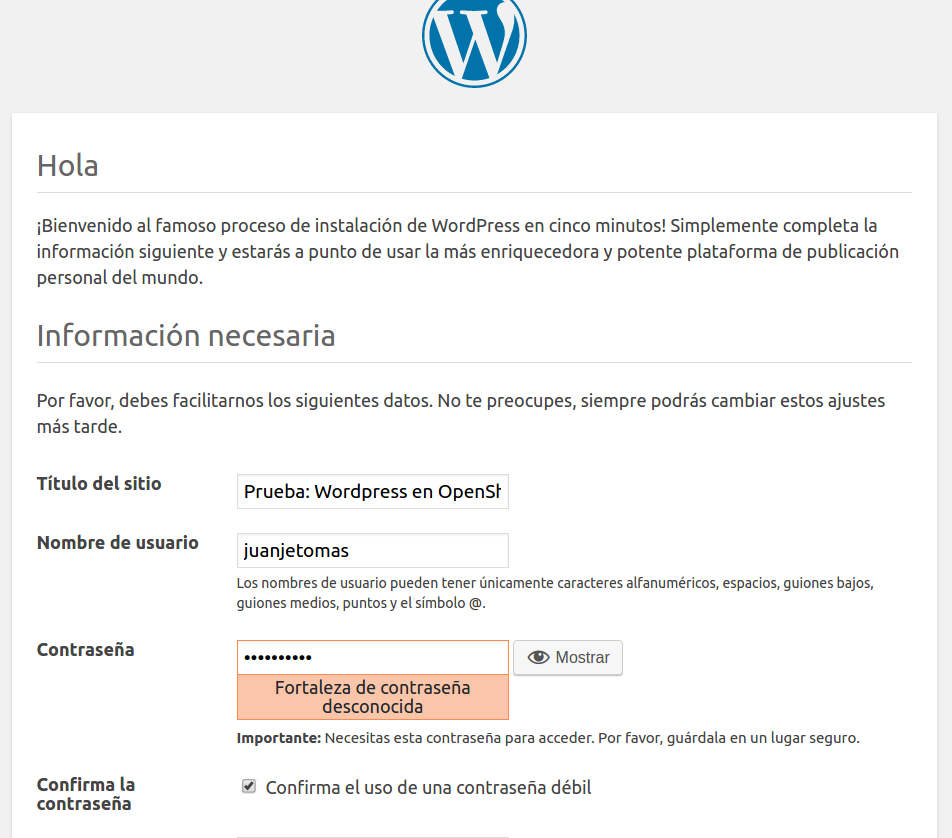 Hola
¡Bienvenido al famoso proceso de instalación de WordPress en cinco minutos! Simplemente completa la
información siguiente y estarás a punto de usar la más enriquecedora y potente plataforma de publicación
personal del mundo.
Información necesaria
Por favor, debes facilitarnos los siguientes datos. No te preocupes, siempre podrás cambiar estos ajustes
más tarde.
Título del sitio
Prueba: Wordpress en OpenSh
Nombre de usuario
juanjetomas
Los nombres de usuario pueden tener únicamente caracteres alfanuméricos, espacios, guiones bajos,
guiones medios, puntos y el símbolo @.
Contraseña
••••••••••
Mostrar
Fortaleza de contraseña
desconocida
Importante: Necesitas esta contraseña para acceder. Por favor, guárdala en un lugar seguro.
Confirma la
contraseña
Confirma el uso de una contraseña débil